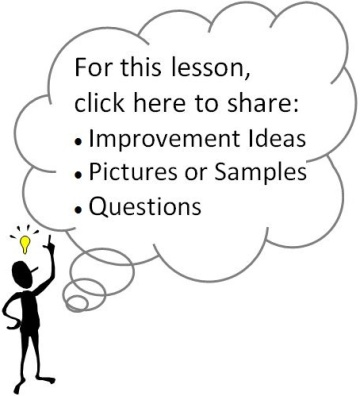 For this lesson,
click here to share:
• Improvement Ideas
• Pictures or Samples
• Questions